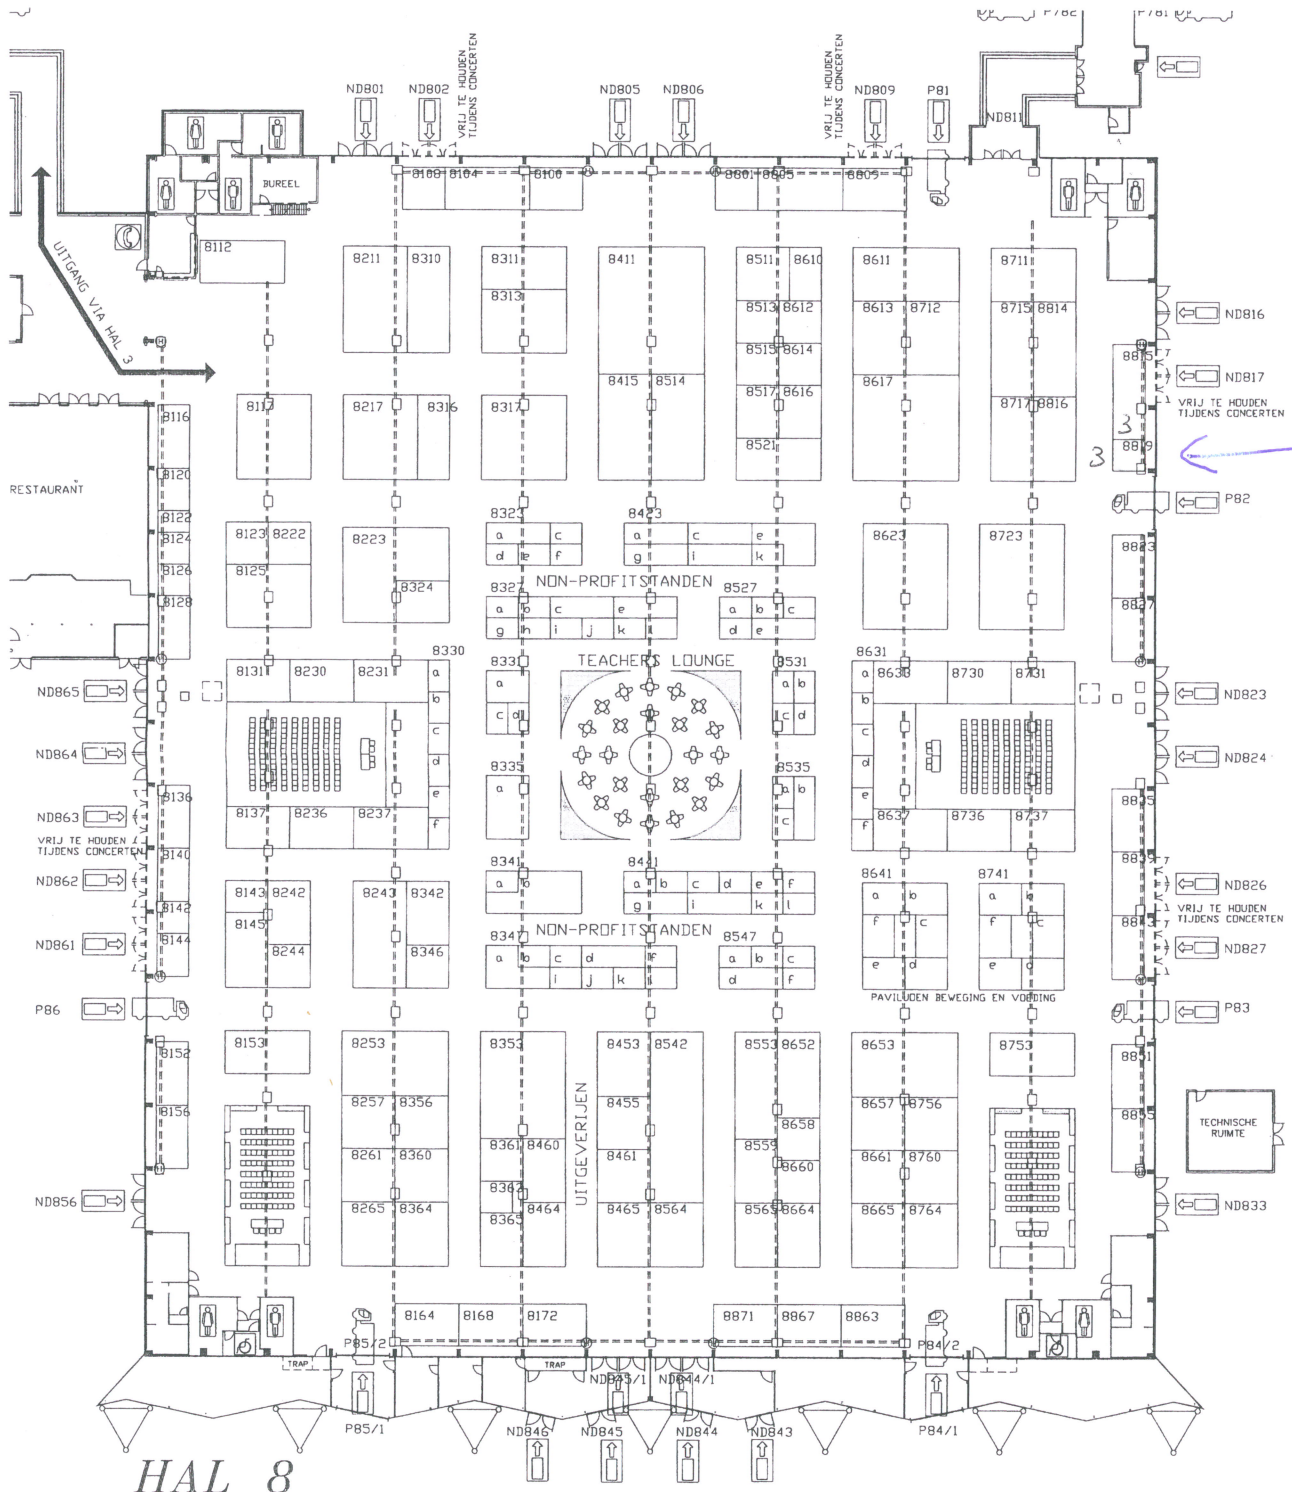 P782 P781
ND801 ND802 VRIJ TE HOUDEN
TIJDENS CONCERTEN
ND805 ND806 VRIJ TE HOUDEN
TIJDENS CONCERTEN
ND809 P81
ND811
8108 8104 8100 8801 8805 8809
BUREEL
UITGANG VIA HAL 3
8112 8211 8310 8311 8411 8511 8610 8611 8711
8313 8513 8612 8613 8712 8715 8814 ND816
8515 8614 8815
8415 8514 8517 8616 8617 ND817
VRIJ TE HOUDEN
TIJDENS CONCERTEN
8116 8117 8217 8316 8317 8717 8816
3
8521 8819
3
8120
RESTAURANT
P82
8122 8323 8423
8124 8123 8222 8223 a c a c e 8623 8723 8823
d e f g i k
8126 8125
NON-PROFITSTANDEN
8128 8324 8327 8527 8827
a b c e a b c
g h i j k l d e
8330 8331 TEACHERS LOUNGE 8531 8631
8131 8230 8231 a a a b a 8633 8730 8731
ND865 ND823
b c d c d b
c c
ND864 ND824
d 8335 8535 d
8136 e a a b e 8835
ND863
8137 8236 8237 f c f 8637 8736 8737
VRIJ TE HOUDEN
TIJDENS CONCERTEN
8140 8341 8441 8641 8741 8839
ND862 a b a b c d e f a b a b ND826
8143 8242 8243 8342 g i k l
8142 8145 f c f c 8843
VRIJ TE HOUDEN
TIJDENS CONCERTEN
8144 8347 NON-PROFITSTANDEN 8547
ND861 8244 8346 a b c d f a b c ND827
i j k l d f e d e d
PAVILJOEN BEWEGING EN VOEDING
P86 P83
8152 8153 8253 8353 8453 8542 8553 8652 8653 8753 8851
UITGEVERIJEN
8156 8257 8356 8455 8657 8756 8855
8658 TECHNISCHE
RUIMTE
8261 8360 8361 8460 8461 8559 8660 8661 8760
8363
ND856 8265 8364 8365 8464 8465 8564 8565 8664 8665 8764 ND833
8164 8168 8172 8871 8867 8863
P85/2 P84/2
TRAP TRAP
ND845/1 ND844/1
P85/1 ND846 ND845 ND844 ND843 P84/1
HAL 8